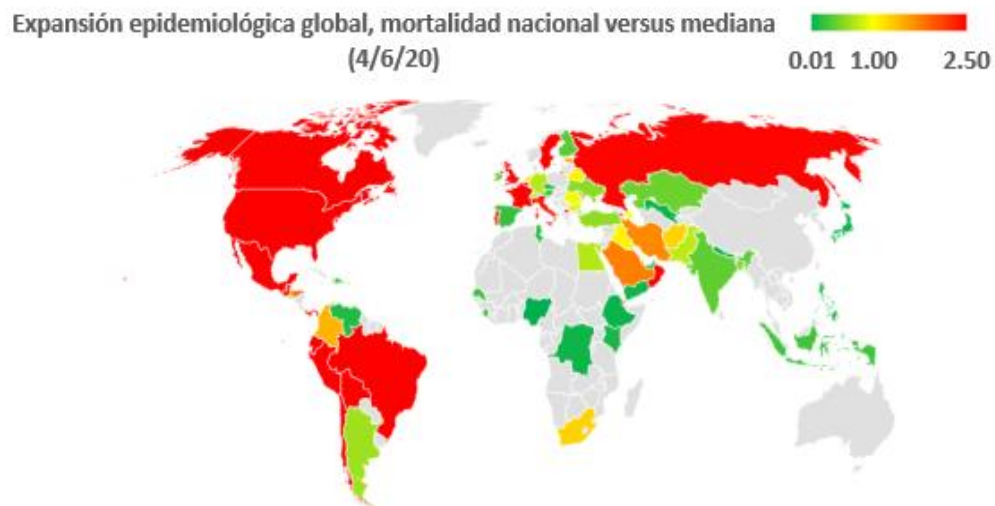 Expansión epidemiológica global, mortalidad nacional versus mediana
(4/6/20)
0.01 1.00 2.50